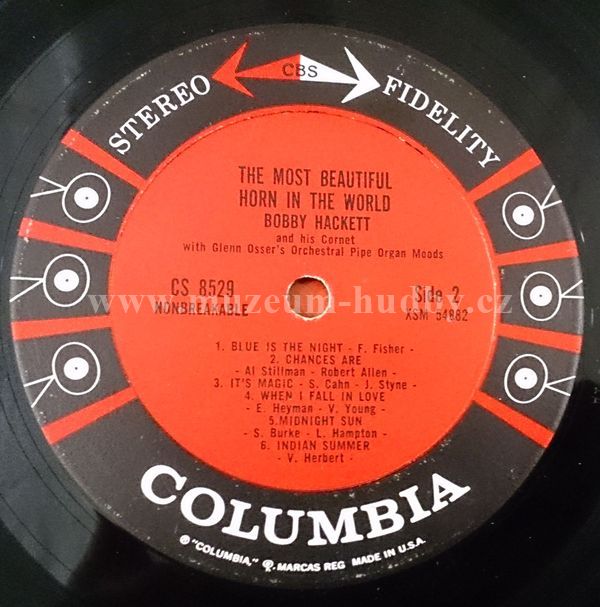 STEREO CBS FIDELITY
THE MOST BEAUTIFUL
HORN IN THE WORLD
BOBBY HACKETT
and his Cornet
with Glenn Osser's Orchestral Pipe Organ Moods
CS 8529
NONBREAKABLE
Side 2
XSM 54882
www.muzeum-hudby.cz
1. BLUE IS THE NIGHT - F. Fisher -
2. CHANCES ARE
- Al Stillman - Robert Allen -
3. IT'S MAGIC - S. Cahn - J. Styne -
4. WHEN I FALL IN LOVE
- E. Heyman - V. Young -
5.MIDNIGHT SUN
- S. Burke - L. Hampton -
6. INDIAN SUMMER
- V. Herbert -
COLUMBIA
® "COLUMBIA," MARCAS REG MADE IN U.S.A.